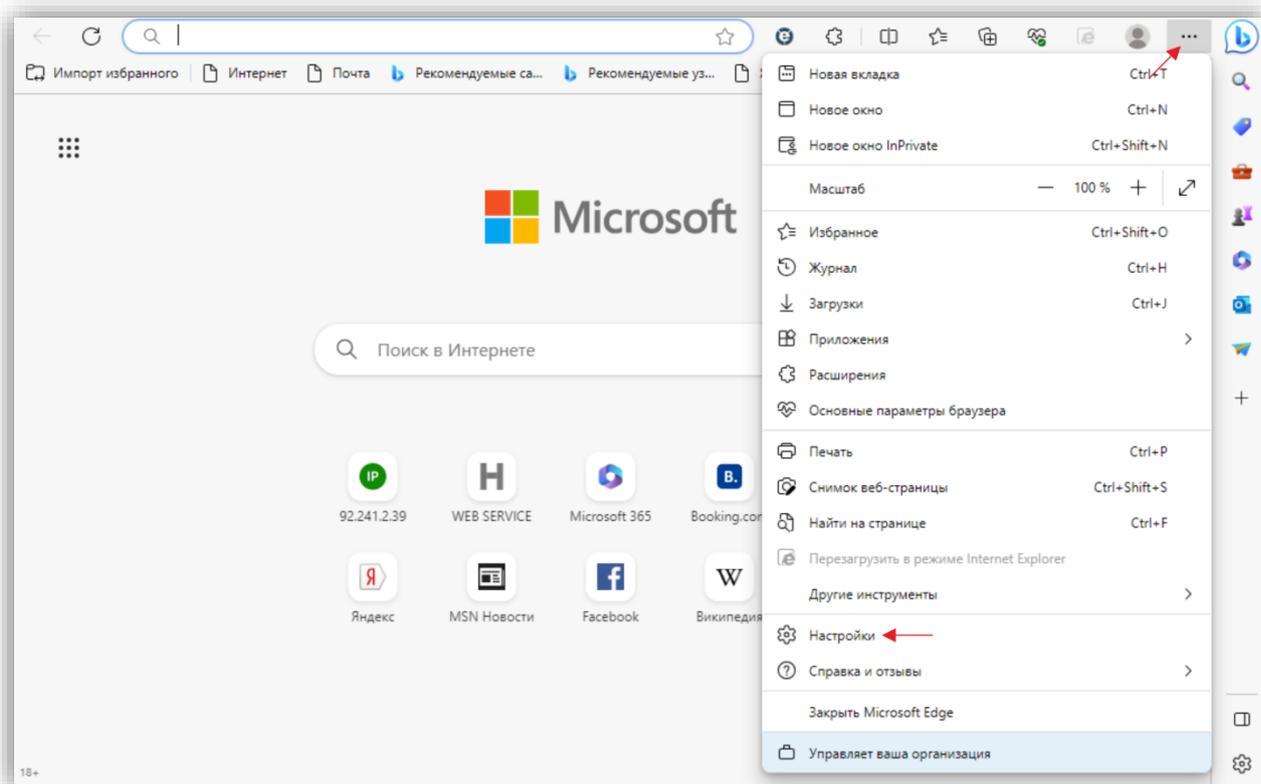 Импорт избранного Интернет Почта Рекомендуемые са... Рекомендуемые уз...
Microsoft
Поиск в Интернете
IP H B.
92.241.2.39 WEB SERVICE Microsoft 365 Booking.com
Я f W
Яндекс MSN Новости Facebook Википедия
18+
Новая вкладка Ctrl+T
Новое окно Ctrl+N
Новое окно InPrivate Ctrl+Shift+N
Масштаб — 100 % +
Избранное Ctrl+Shift+O
Журнал Ctrl+H
Загрузки Ctrl+J
Приложения
Расширения
Основные параметры браузера
Печать Ctrl+P
Снимок веб-страницы Ctrl+Shift+S
Найти на странице Ctrl+F
Перезагрузить в режиме Internet Explorer
Другие инструменты
Настройки
Справка и отзывы
Закрыть Microsoft Edge
Управляет ваша организация